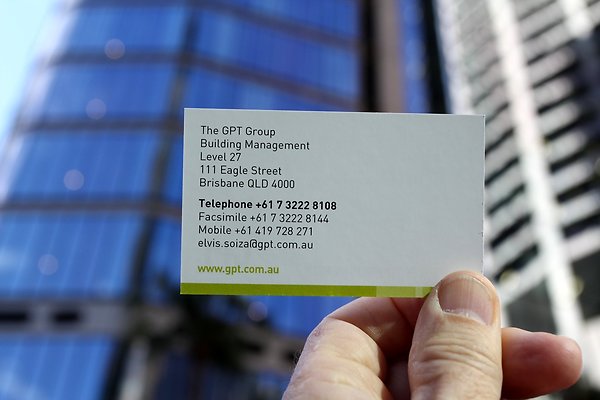 The GPT Group
Building Management
Level 27
111 Eagle Street
Brisbane QLD 4000
Telephone +61 7 3222 8108
Facsimile +61 7 3222 8144
Mobile +61 419 728 271
elvis.soiza@gpt.com.au
www.gpt.com.au